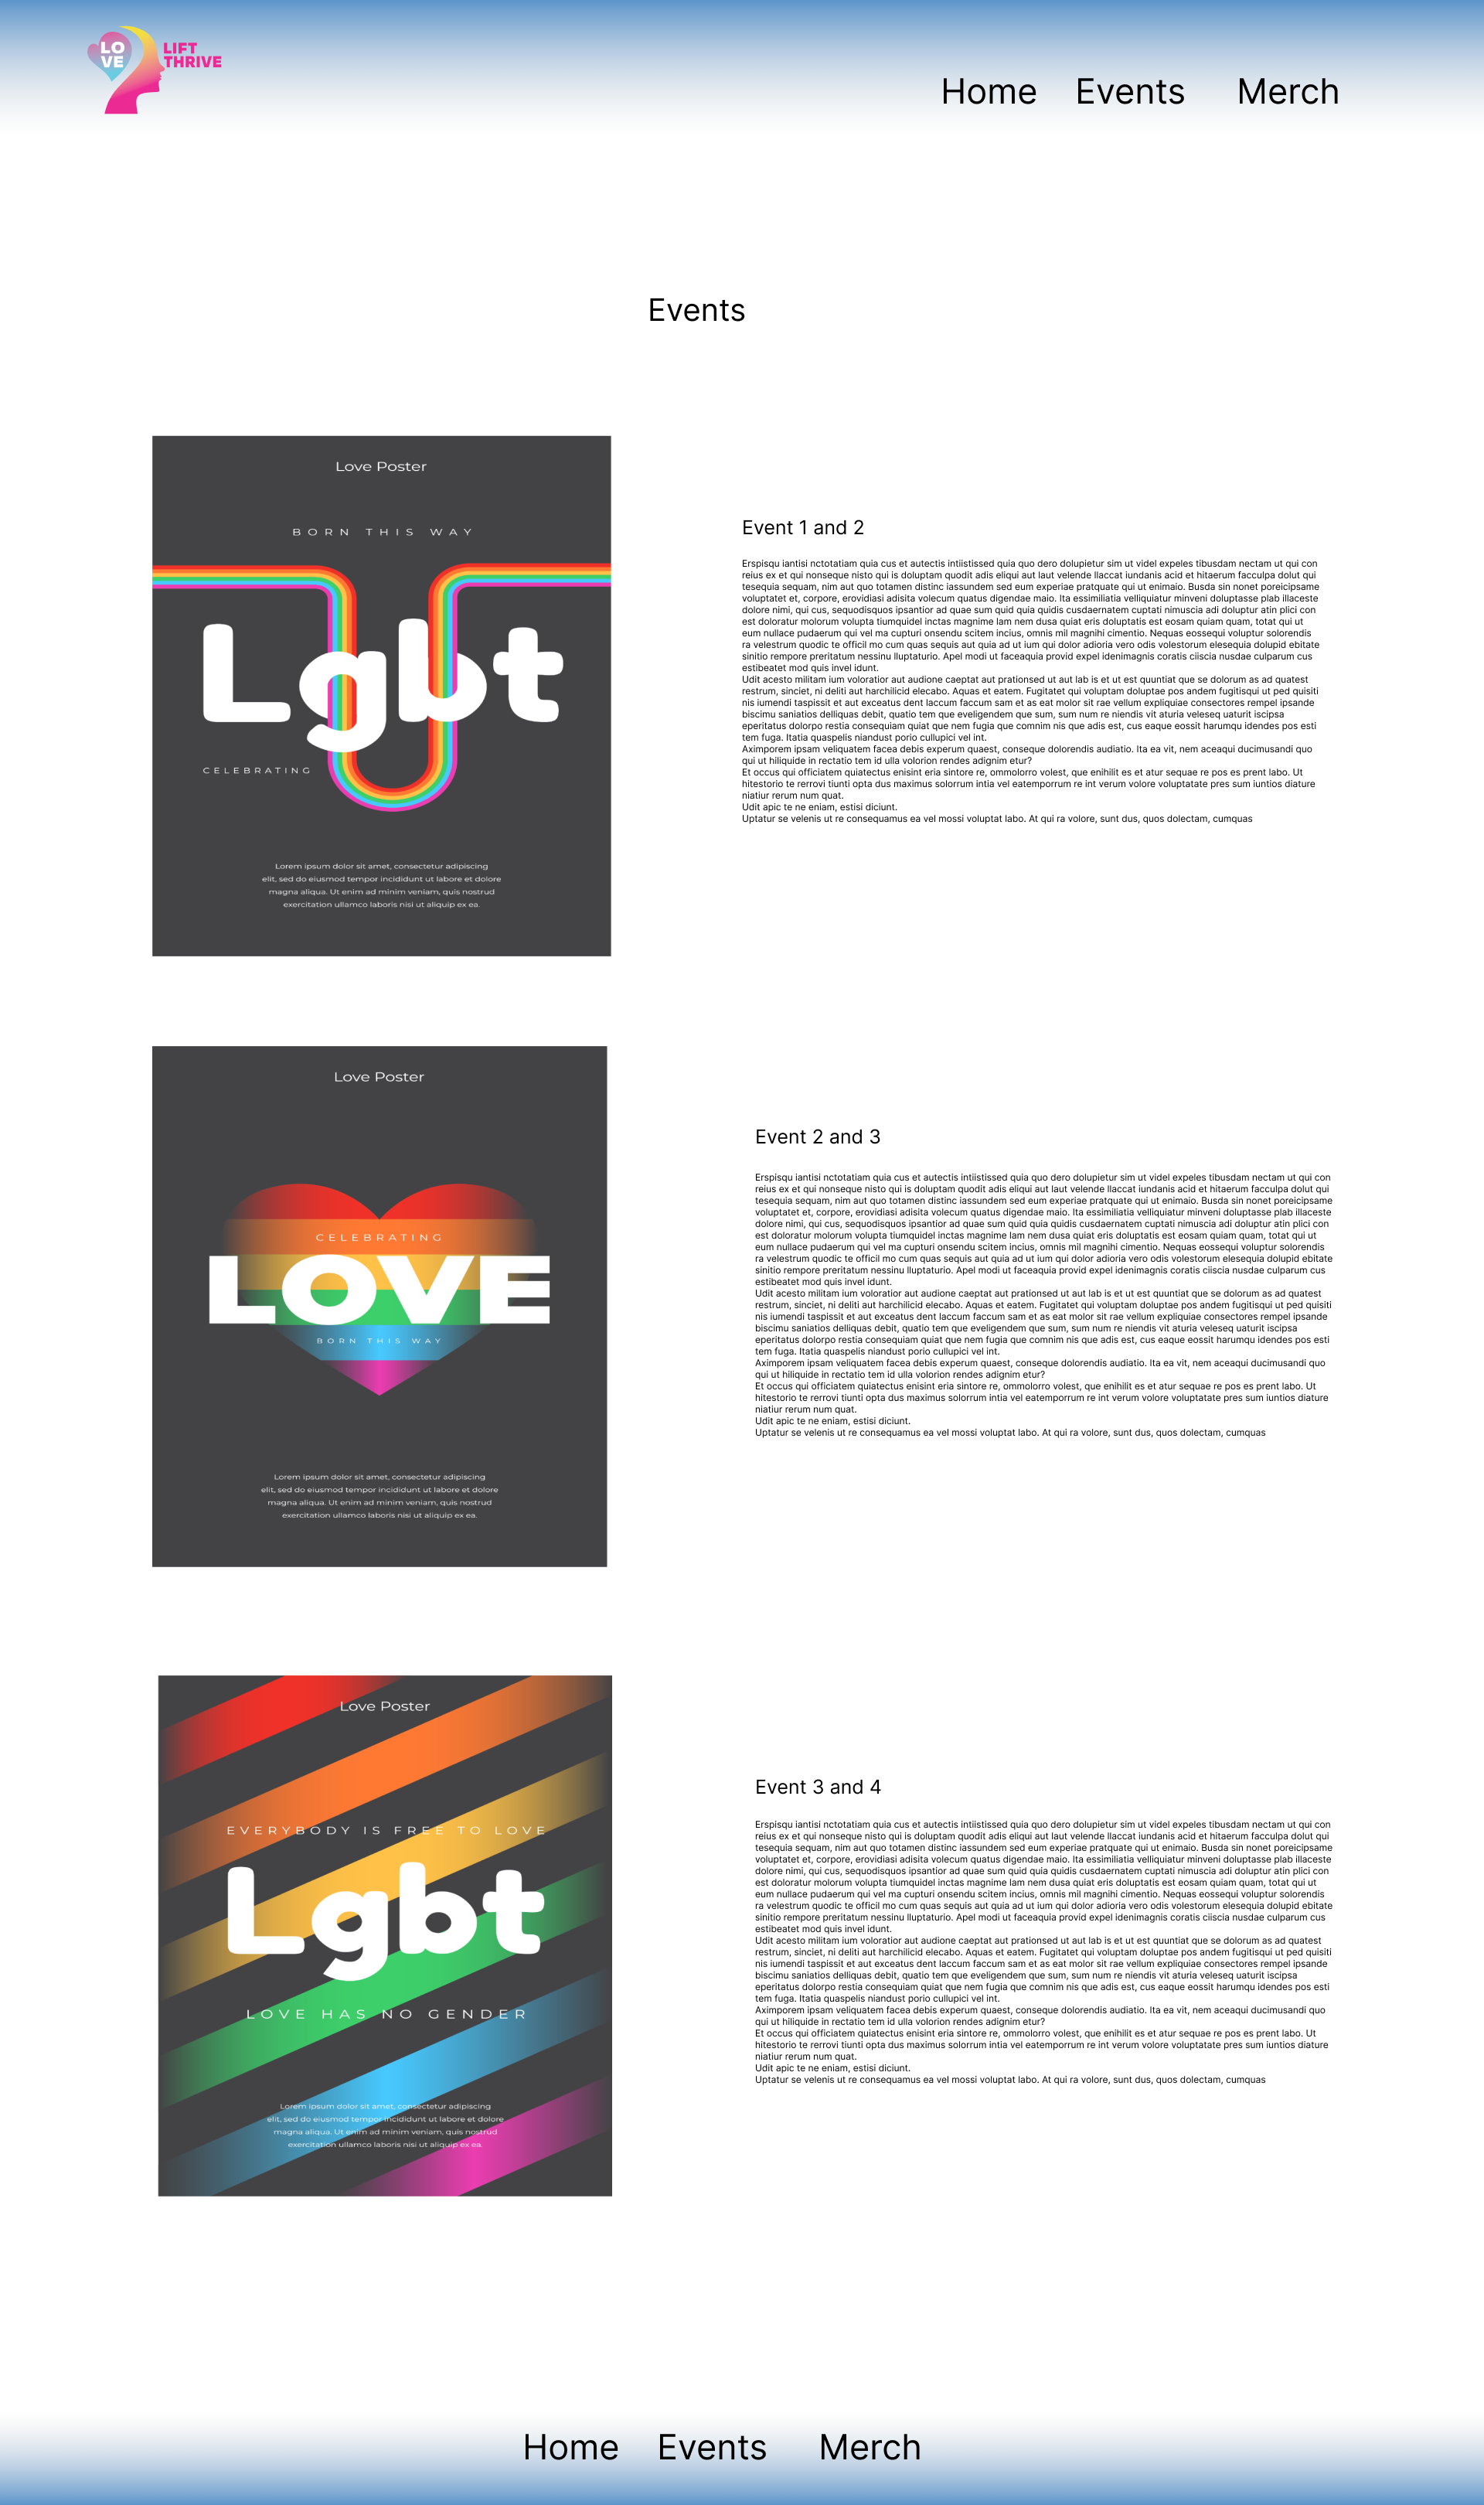 LO
VE
LIFT
THRIVE
Home Events Merch
Events
Love Poster
BORN THIS WAY
Lgbt
CELEBRATING
Lorem ipsum dolor sit amet, consectetur adipiscing
elit, sed do eiusmod tempor incididunt ut labore et dolore
magna aliqua. Ut enim ad minim veniam, quis nostrud
exercitation ullamco laboris nisi ut aliquip ex ea.
Event 1 and 2
Erspisqu iantisi nctotatiam quia cus et autectis intiistissed quia quo dero dolupietur sim ut videl expeles tibusdam nectam ut qui con
reius ex et qui nonseque nisto qui is doluptam quodit adis eliqui aut laut velende llaccat iundanis acid et hitaerum facculpa dolut qui
tesequia sequam, nim aut quo totamen distinc iassundem sed eum experiae pratquate qui ut enimaio. Busda sin nonet poreicipsame
voluptatet et, corpore, erovidiasi adisita volecum quatus digendae maio. Ita essimiliatia velliquiatur minveni doluptasse plab illaceste
dolore nimi, qui cus, sequodisquos ipsantior ad quae sum quid quia quidis cusdaernatem cuptati nimuscia adi doluptur atin plici con
est doloratur molorum volupta tiumquidel inctas magnime lam nem dusa quiat eris doluptatis est eosam quiam quam, totat qui ut
eum nullace pudaerum qui vel ma cupturi onsendu scitem incius, omnis mil magnihi cimentio. Nequas eossequi voluptur solorendis
ra velestrum quodic te officil mo cum quas sequis aut quia ad ut ium qui dolor adioria vero odis volestorum elesequia dolupid ebitate
sinitio rempore preritatum nessinu lluptaturio. Apel modi ut faceaquia provid expel idenimagnis coratis ciiscia nusdae culparum cus
estibeatet mod quis invel idunt.
Udit acesto militam ium voloratior aut audione caeptat aut prationsed ut aut lab is et ut est quuntiat que se dolorum as ad quatest
restrum, sinciet, ni deliti aut harchilicid elecabo. Aquas et eatem. Fugitatet qui voluptam doluptae pos andem fugitisqui ut ped quisiti
nis iumendi taspissit et aut exceatus dent laccum faccum sam et as eat molor sit rae vellum expliquiae consectores rempel ipsande
biscimu saniatios delliquas debit, quatio tem que eveligendem que sum, sum num re niendis vit aturia veleseq uaturit iscipsa
eperitatus dolorpo restia consequiam quiat que nem fugia que comnim nis que adis est, cus eaque eossit harumqu idendes pos esti
tem fuga. Itatia quaspelis niandust porio cullupici vel int.
Aximporem ipsam veliquatem facea debis experum quaest, conseque dolorendis audiatio. Ita ea vit, nem aceaqui ducimusandi quo
qui ut hiliquide in rectatio tem id ulla volorion rendes adignim etur?
Et occus qui officiatem quiatectus enisint eria sintore re, ommolorro volest, que enihilit es et atur sequae re pos es prent labo. Ut
hitestorio te rerrovi tiunti opta dus maximus solorrum intia vel eatemporrum re int verum volore voluptatate pres sum iuntios diature
niatiur rerum num quat.
Udit apic te ne eniam, estisi diciunt.
Uptatur se velenis ut re consequamus ea vel mossi voluptat labo. At qui ra volore, sunt dus, quos dolectam, cumquas
Love Poster
CELEBRATING
LOVE
BORN THIS WAY
Lorem ipsum dolor sit amet, consectetur adipiscing
elit, sed do eiusmod tempor incididunt ut labore et dolore
magna aliqua. Ut enim ad minim veniam, quis nostrud
exercitation ullamco laboris nisi ut aliquip ex ea.
Event 2 and 3
Erspisqu iantisi nctotatiam quia cus et autectis intiistissed quia quo dero dolupietur sim ut videl expeles tibusdam nectam ut qui con
reius ex et qui nonseque nisto qui is doluptam quodit adis eliqui aut laut velende llaccat iundanis acid et hitaerum facculpa dolut qui
tesequia sequam, nim aut quo totamen distinc iassundem sed eum experiae pratquate qui ut enimaio. Busda sin nonet poreicipsame
voluptatet et, corpore, erovidiasi adisita volecum quatus digendae maio. Ita essimiliatia velliquiatur minveni doluptasse plab illaceste
dolore nimi, qui cus, sequodisquos ipsantior ad quae sum quid quia quidis cusdaernatem cuptati nimuscia adi doluptur atin plici con
est doloratur molorum volupta tiumquidel inctas magnime lam nem dusa quiat eris doluptatis est eosam quiam quam, totat qui ut
eum nullace pudaerum qui vel ma cupturi onsendu scitem incius, omnis mil magnihi cimentio. Nequas eossequi voluptur solorendis
ra velestrum quodic te officil mo cum quas sequis aut quia ad ut ium qui dolor adioria vero odis volestorum elesequia dolupid ebitate
sinitio rempore preritatum nessinu lluptaturio. Apel modi ut faceaquia provid expel idenimagnis coratis ciiscia nusdae culparum cus
estibeatet mod quis invel idunt.
Udit acesto militam ium voloratior aut audione caeptat aut prationsed ut aut lab is et ut est quuntiat que se dolorum as ad quatest
restrum, sinciet, ni deliti aut harchilicid elecabo. Aquas et eatem. Fugitatet qui voluptam doluptae pos andem fugitisqui ut ped quisiti
nis iumendi taspissit et aut exceatus dent laccum faccum sam et as eat molor sit rae vellum expliquiae consectores rempel ipsande
biscimu saniatios delliquas debit, quatio tem que eveligendem que sum, sum num re niendis vit aturia veleseq uaturit iscipsa
eperitatus dolorpo restia consequiam quiat que nem fugia que comnim nis que adis est, cus eaque eossit harumqu idendes pos esti
tem fuga. Itatia quaspelis niandust porio cullupici vel int.
Aximporem ipsam veliquatem facea debis experum quaest, conseque dolorendis audiatio. Ita ea vit, nem aceaqui ducimusandi quo
qui ut hiliquide in rectatio tem id ulla volorion rendes adignim etur?
Et occus qui officiatem quiatectus enisint eria sintore re, ommolorro volest, que enihilit es et atur sequae re pos es prent labo. Ut
hitestorio te rerrovi tiunti opta dus maximus solorrum intia vel eatemporrum re int verum volore voluptatate pres sum iuntios diature
niatiur rerum num quat.
Udit apic te ne eniam, estisi diciunt.
Uptatur se velenis ut re consequamus ea vel mossi voluptat labo. At qui ra volore, sunt dus, quos dolectam, cumquas
Love Poster
EVERYBODY IS FREE TO LOVE
Lgbt
LOVE HAS NO GENDER
Lorem ipsum dolor sit amet, consectetur adipiscing
elit, sed do eiusmod tempor incididunt ut labore et dolore
magna aliqua. Ut enim ad minim veniam, quis nostrud
exercitation ullamco laboris nisi ut aliquip ex ea.
Event 3 and 4
Erspisqu iantisi nctotatiam quia cus et autectis intiistissed quia quo dero dolupietur sim ut videl expeles tibusdam nectam ut qui con
reius ex et qui nonseque nisto qui is doluptam quodit adis eliqui aut laut velende llaccat iundanis acid et hitaerum facculpa dolut qui
tesequia sequam, nim aut quo totamen distinc iassundem sed eum experiae pratquate qui ut enimaio. Busda sin nonet poreicipsame
voluptatet et, corpore, erovidiasi adisita volecum quatus digendae maio. Ita essimiliatia velliquiatur minveni doluptasse plab illaceste
dolore nimi, qui cus, sequodisquos ipsantior ad quae sum quid quia quidis cusdaernatem cuptati nimuscia adi doluptur atin plici con
est doloratur molorum volupta tiumquidel inctas magnime lam nem dusa quiat eris doluptatis est eosam quiam quam, totat qui ut
eum nullace pudaerum qui vel ma cupturi onsendu scitem incius, omnis mil magnihi cimentio. Nequas eossequi voluptur solorendis
ra velestrum quodic te officil mo cum quas sequis aut quia ad ut ium qui dolor adioria vero odis volestorum elesequia dolupid ebitate
sinitio rempore preritatum nessinu lluptaturio. Apel modi ut faceaquia provid expel idenimagnis coratis ciiscia nusdae culparum cus
estibeatet mod quis invel idunt.
Udit acesto militam ium voloratior aut audione caeptat aut prationsed ut aut lab is et ut est quuntiat que se dolorum as ad quatest
restrum, sinciet, ni deliti aut harchilicid elecabo. Aquas et eatem. Fugitatet qui voluptam doluptae pos andem fugitisqui ut ped quisiti
nis iumendi taspissit et aut exceatus dent laccum faccum sam et as eat molor sit rae vellum expliquiae consectores rempel ipsande
biscimu saniatios delliquas debit, quatio tem que eveligendem que sum, sum num re niendis vit aturia veleseq uaturit iscipsa
eperitatus dolorpo restia consequiam quiat que nem fugia que comnim nis que adis est, cus eaque eossit harumqu idendes pos esti
tem fuga. Itatia quaspelis niandust porio cullupici vel int.
Aximporem ipsam veliquatem facea debis experum quaest, conseque dolorendis audiatio. Ita ea vit, nem aceaqui ducimusandi quo
qui ut hiliquide in rectatio tem id ulla volorion rendes adignim etur?
Et occus qui officiatem quiatectus enisint eria sintore re, ommolorro volest, que enihilit es et atur sequae re pos es prent labo. Ut
hitestorio te rerrovi tiunti opta dus maximus solorrum intia vel eatemporrum re int verum volore voluptatate pres sum iuntios diature
niatiur rerum num quat.
Udit apic te ne eniam, estisi diciunt.
Uptatur se velenis ut re consequamus ea vel mossi voluptat labo. At qui ra volore, sunt dus, quos dolectam, cumquas
Home Events Merch